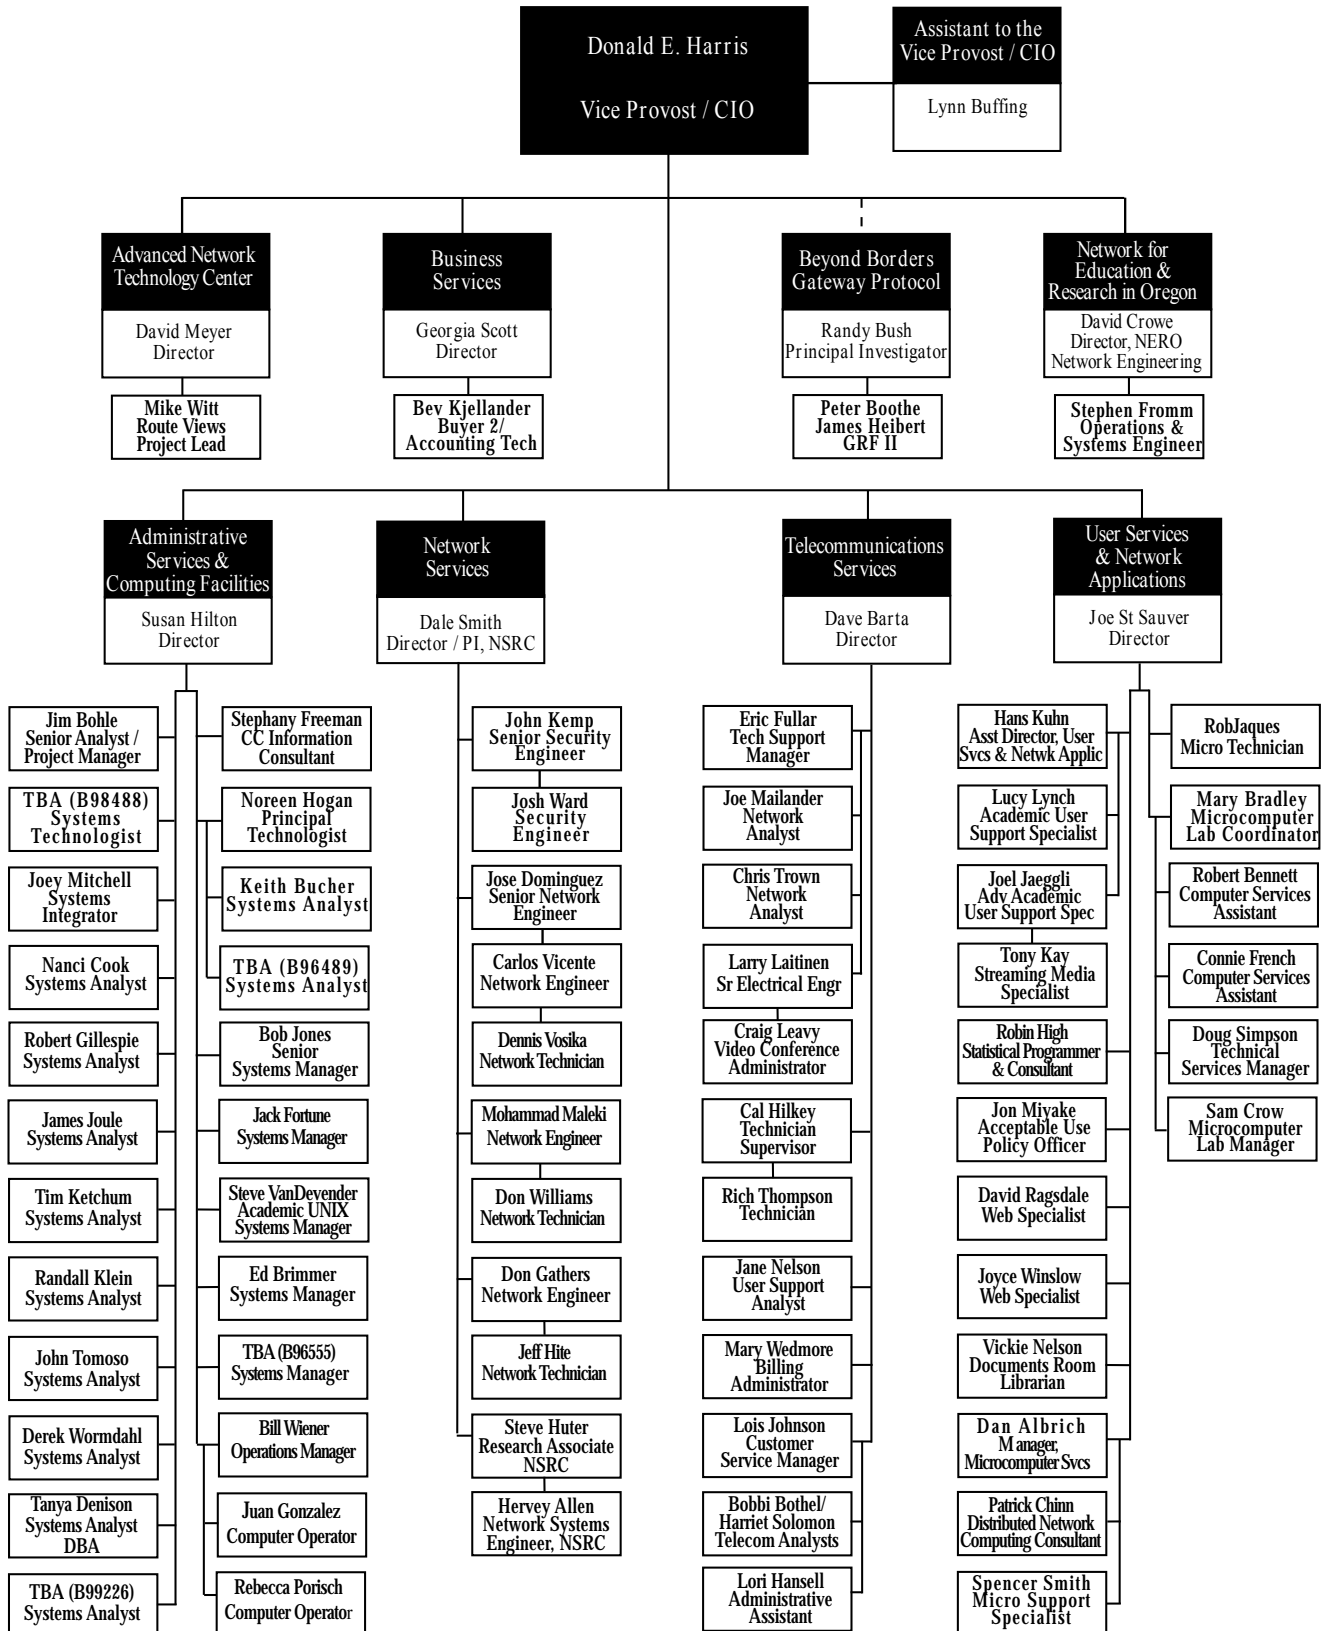 Donald E. Harris
Vice Provost / CIO
Assistant to the
Vice Provost / CIO
Lynn Buffing
Advanced Network
Technology Center
David Meyer
Director
Mike Witt
Route Views
Project Lead
Business
Services
Georgia Scott
Director
Bev Kjellander
Buyer 2/
Accounting Tech
Beyond Borders
Gateway Protocol
Randy Bush
Principal Investigator
Peter Boothe
James Heibert
GRF II
Network for
Education &
Research in Oregon
David Crowe
Director, NERO
Network Engineering
Stephen Fromm
Operations &
Systems Engineer
Administrative
Services &
Computing Facilities
Susan Hilton
Director
Jim Bohle
Senior Analyst /
Project Manager
TBA (B98488)
Systems
Technologist
Joey Mitchell
Systems
Integrator
Nanci Cook
Systems Analyst
Robert Gillespie
Systems Analyst
James Joule
Systems Analyst
Tim Ketchum
Systems Analyst
Randall Klein
Systems Analyst
John Tomoso
Systems Analyst
Derek Wormdahl
Systems Analyst
Tanya Denison
Systems Analyst
DBA
TBA (B99226)
Systems Analyst
Stephany Freeman
CC Information
Consultant
Noreen Hogan
Principal
Technologist
Keith Bucher
Systems Analyst
TBA (B96489)
Systems Analyst
Bob Jones
Senior
Systems Manager
Jack Fortune
Systems Manager
Steve VanDevender
Academic UNIX
Systems Manager
Ed Brimmer
Systems Manager
TBA (B96555)
Systems Manager
Bill Wiener
Operations Manager
Juan Gonzalez
Computer Operator
Rebecca Porisch
Computer Operator
Network
Services
Dale Smith
Director / PI, NSRC
John Kemp
Senior Security
Engineer
Josh Ward
Security
Engineer
Jose Dominguez
Senior Network
Engineer
Carlos Vicente
Network Engineer
Dennis Vosika
Network Technician
Mohammad Maleki
Network Engineer
Don Williams
Network Technician
Don Gathers
Network Engineer
Jeff Hite
Network Technician
Steve Huter
Research Associate
NSRC
Hervey Allen
Network Systems
Engineer, NSRC
Telecommunications
Services
Dave Barta
Director
Eric Fullar
Tech Support
Manager
Joe Mailander
Network
Analyst
Chris Trown
Network
Analyst
Larry Laitinen
Sr Electrical Engr
Craig Leavy
Video Conference
Administrator
Cal Hilkey
Technician
Supervisor
Rich Thompson
Technician
Jane Nelson
User Support
Analyst
Mary Wedmore
Billing
Administrator
Lois Johnson
Customer
Service Manager
Bobbi Bothel/
Harriet Solomon
Telecom Analysts
Lori Hansell
Administrative
Assistant
User Services
& Network
Applications
Joe St Sauver
Director
Hans Kuhn
Asst Director, User
Svcs & Netwk Applic
Lucy Lynch
Academic User
Support Specialist
Joel Jaeggli
Adv Academic
User Support Spec
Tony Kay
Streaming Media
Specialist
Robin High
Statistical Programmer
& Consultant
Jon Miyake
Acceptable Use
Policy Officer
David Ragsdale
Web Specialist
Joyce Winslow
Web Specialist
Vickie Nelson
Documents Room
Librarian
Dan Albrich
Manager,
Microcomputer Svcs
Patrick Chinn
Distributed Network
Computing Consultant
Spencer Smith
Micro Support
Specialist
RobJaques
Micro Technician
Mary Bradley
Microcomputer
Lab Coordinator
Robert Bennett
Computer Services
Assistant
Connie French
Computer Services
Assistant
Doug Simpson
Technical
Services Manager
Sam Crow
Microcomputer
Lab Manager